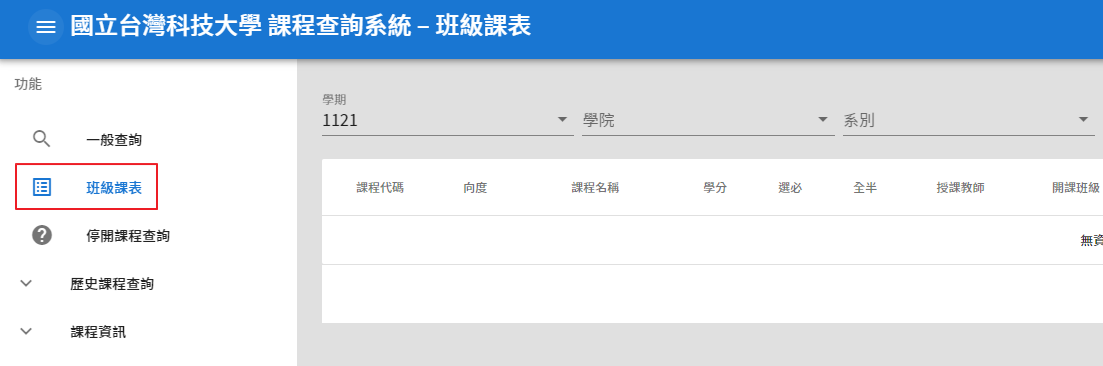 國立台灣科技大學 課程查詢系統 – 班級課表
功能
一般查詢
班級課表
停開課程查詢
歷史課程查詢
課程資訊
學期
1121
學院
系別
課程代碼 向度 課程名稱 學分 選必 全半 授課教師 開課班級
無資